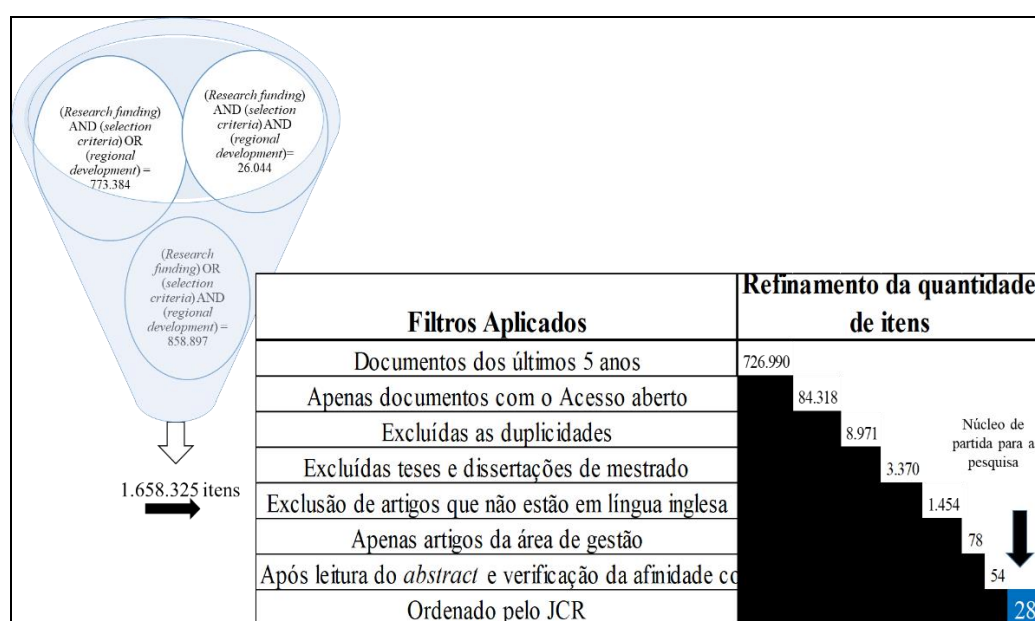 (Research funding)
AND (selection
criteria) OR
(regional
development) =
773.384
(Research funding)
AND (selection
criteria) AND
(regional
development)=
26.044
(Research
funding) OR
(selection
criteria) AND
(regional
development) =
858.897
1.658.325 itens
Filtros Aplicados
Refinamento da quantidade
de itens
Documentos dos últimos 5 anos
726.990
Apenas documentos com o Acesso aberto
84.318
Excluídas as duplicidades
8.971
Excluídas teses e dissertações de mestrado
3.370
Exclusão de artigos que não estão em língua inglesa
1.454
Apenas artigos da área de gestão
78
Após leitura do abstract e verificação da afinidade co
54
Ordenado pelo JCR
28
Núcleo de
partida para a
pesquisa